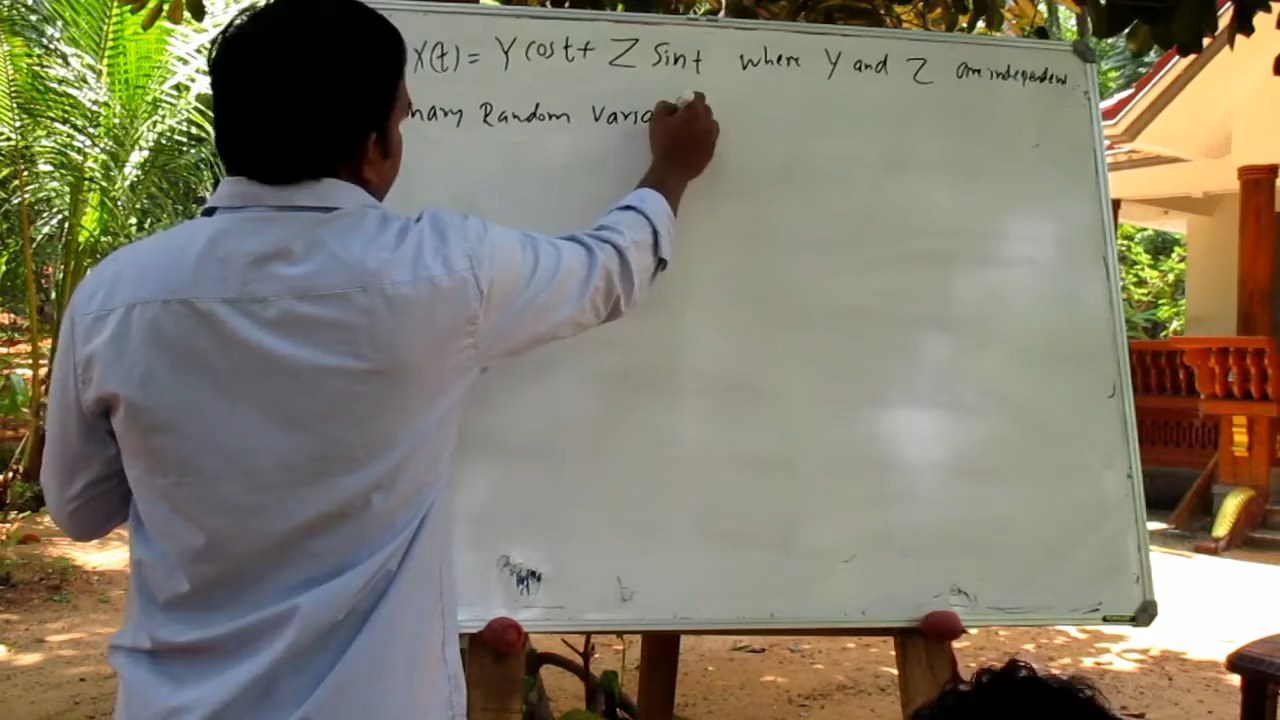 X(t) = Y cost + Z Sint where Y and Z are independent
nary Random Varia